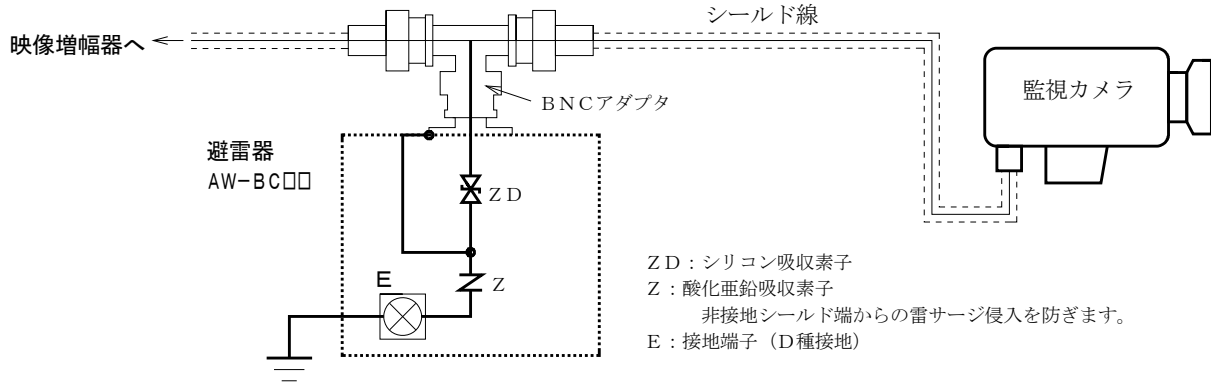 シールド線
映像増幅器へ
監視カメラ
BNCアダプタ
避雷器
AW-BC□□
ZD
E
Z
ZD:シリコン吸収素子
Z:酸化亜鉛吸収素子
非接地シールド端からの雷サージ侵入を防ぎます。
E:接地端子(D種接地)